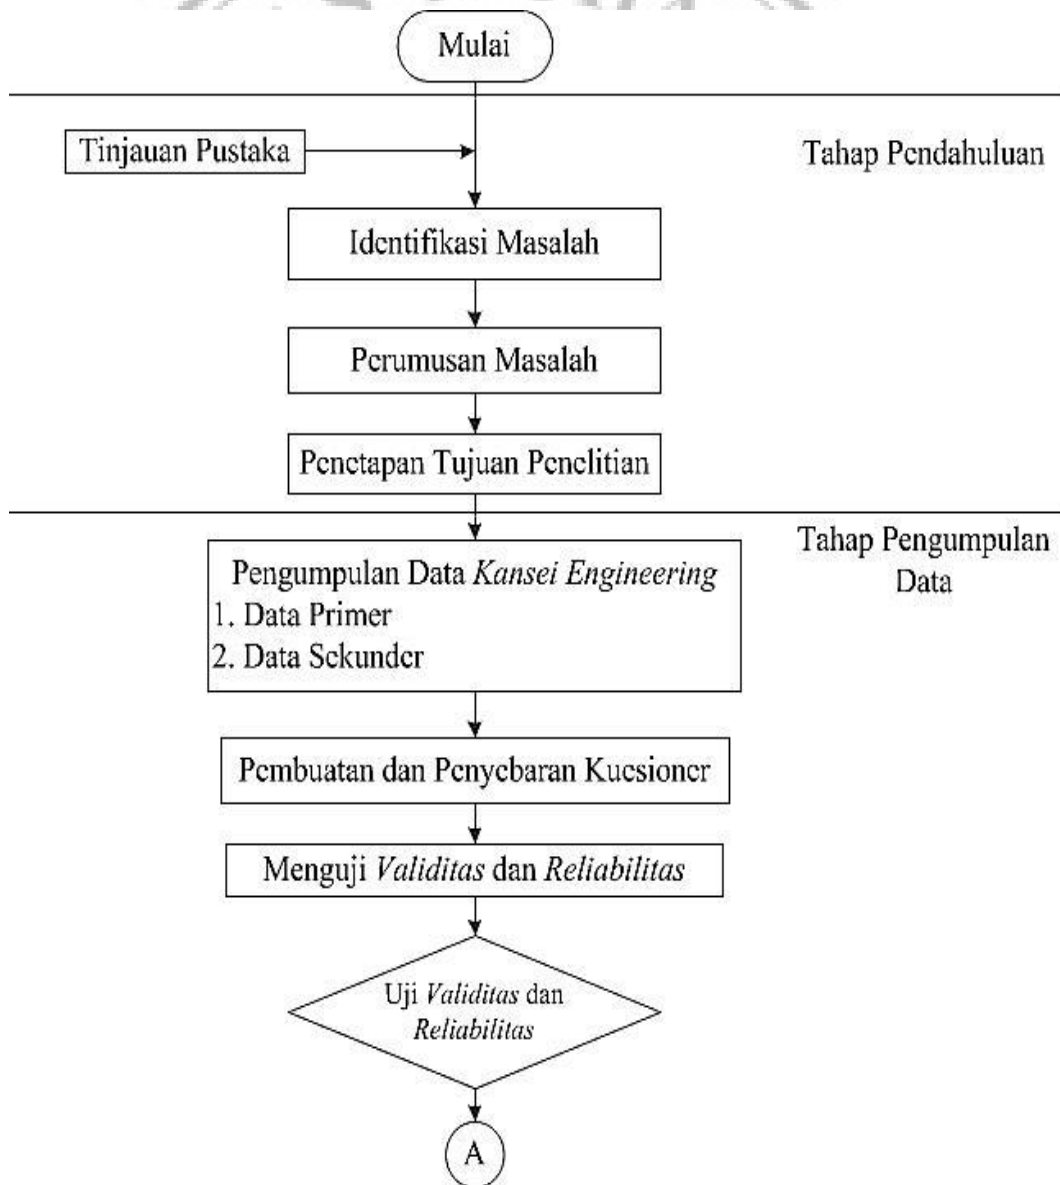 Mulai
Tinjauan Pustaka
Tahap Pendahuluan
Identifikasi Masalah
Perumusan Masalah
Penetapan Tujuan Penelitian
Tahap Pengumpulan
Data
Pengumpulan Data Kansei Engineering
1. Data Primer
2. Data Sekunder
Pembuatan dan Penyebaran Kuesioner
Menguji Validitas dan Reliabilitas
Uji Validitas dan
Reliabilitas
A